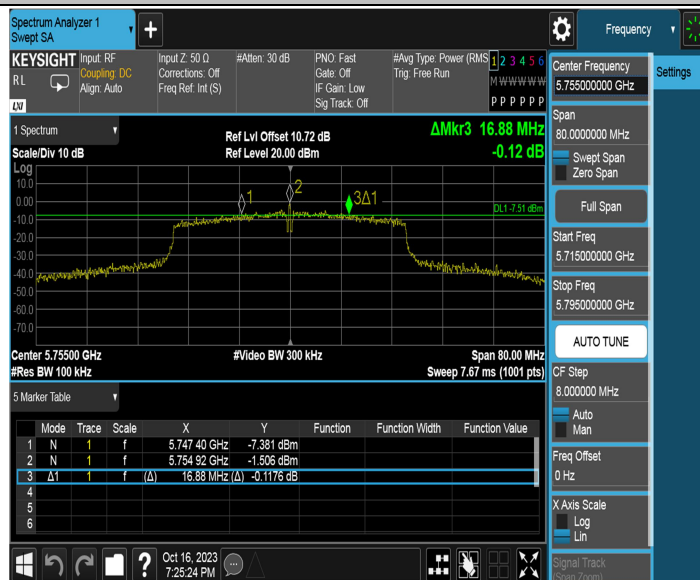 Spectrum Analyzer 1
Swept SA
+
Frequency
KEYSIGHT
RL
LXI
Input: RF
Coupling: DC
Align: Auto
Input Z: 50 Ω
Corrections: Off
Freq Ref: Int (S)
#Atten: 30 dB
PNO: Fast
Gate: Off
IF Gain: Low
Sig Track: Off
#Avg Type: Power (RMS
Trig: Free Run
1 2 3 4 5 6
M W W W W W
P P P P P P
Center Frequency
5.755000000 GHz
Settings
Span
80.0000000 MHz
Swept Span
Zero Span
Full Span
Start Freq
5.715000000 GHz
Stop Freq
5.795000000 GHz
AUTO TUNE
CF Step
8.000000 MHz
Auto
Man
Freq Offset
0 Hz
X Axis Scale
Log
Lin
Signal Track
(Span Zoom)
1 Spectrum
Scale/Div 10 dB
Ref Lvl Offset 10.72 dB
Ref Level 20.00 dBm
ΔMkr3 16.88 MHz
-0.12 dB
Log
10.0
0.00
-10.0
-20.0
-30.0
-40.0
-50.0
-60.0
-70.0
1
2
3Δ1
DL1 -7.51 dBm
Center 5.75500 GHz
#Video BW 300 kHz
Span 80.00 MHz
#Res BW 100 kHz
Sweep 7.67 ms (1001 pts)
5 Marker Table
Mode Trace Scale X Y Function Function Width Function Value
1 N 1 f 5.747 40 GHz -7.381 dBm
2 N 1 f 5.754 92 GHz -1.506 dBm
3 Δ1 1 f (Δ) 16.88 MHz (Δ) -0.1176 dB
4
5
6
?
Oct 16, 2023
7:25:24 PM